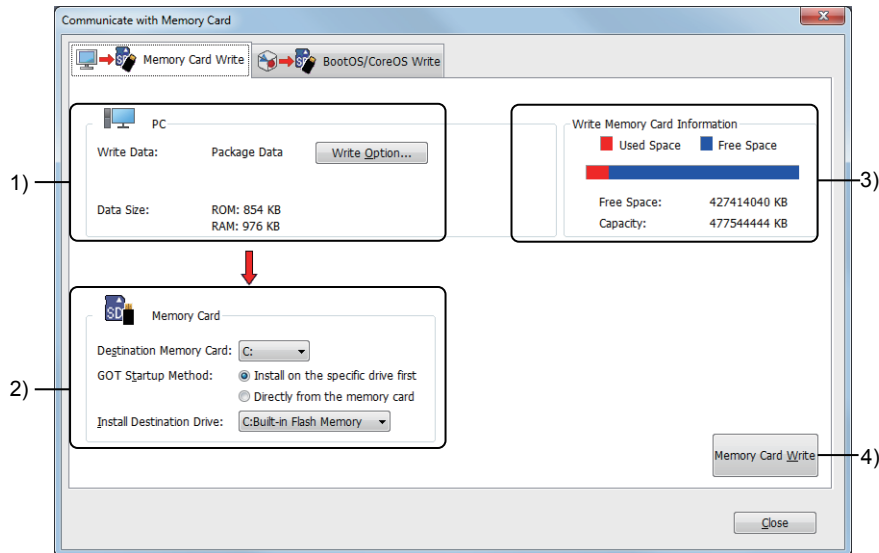 Communicate with Memory Card
x
SD Memory Card Write
SD BootOS/CoreOS Write
PC
Write Data: Package Data Write Option...
Data Size: ROM: 854 KB
RAM: 976 KB
1)
Write Memory Card Information
Used Space Free Space
Free Space: 427414040 KB
Capacity: 477544444 KB
3)
SD Memory Card
Destination Memory Card: C:
GOT Startup Method: Install on the specific drive first
Directly from the memory card
Install Destination Drive: C:Built-in Flash Memory
2)
Memory Card Write
4)
Close